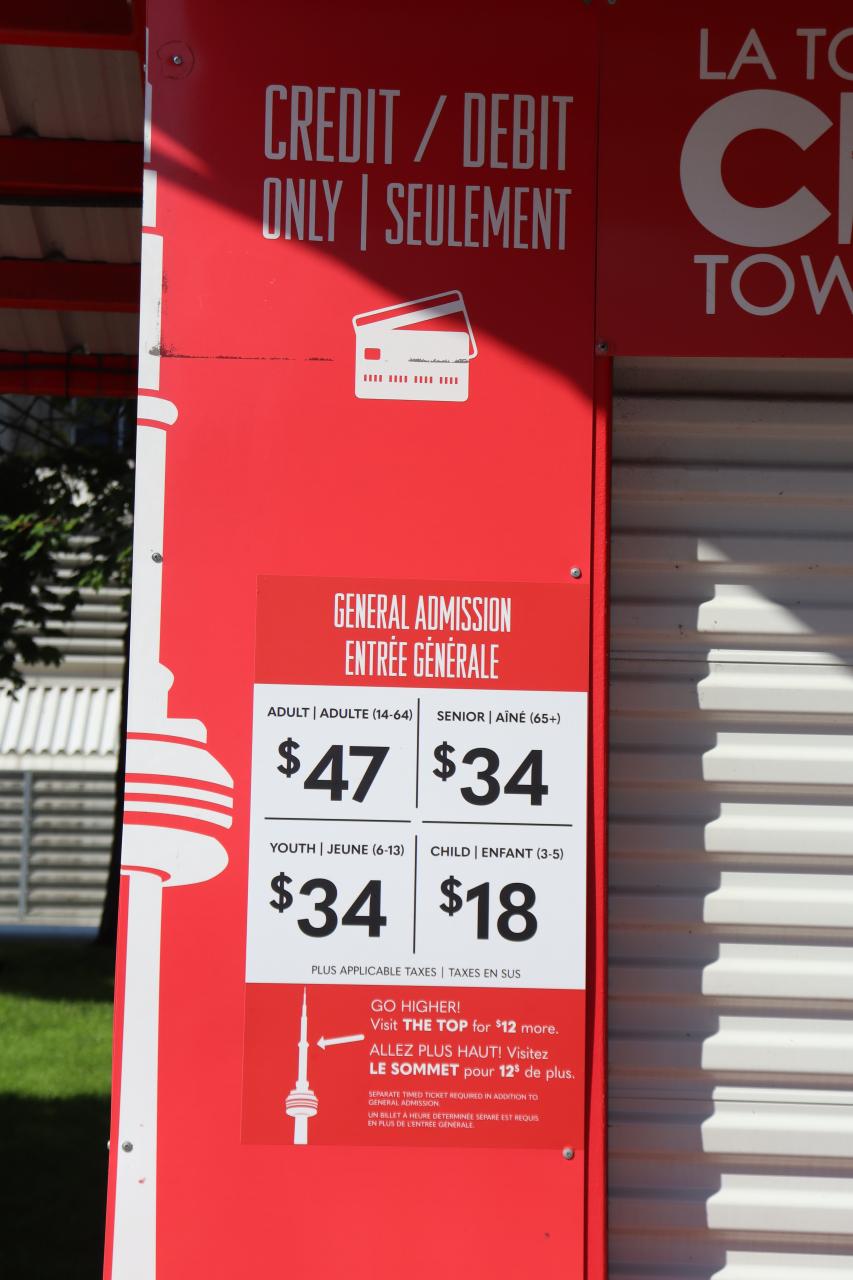 CREDIT / DEBIT
ONLY | SEULEMENT
LA
TOW
GENERAL ADMISSION
ENTRÉE GÉNÉRALE
ADULT | ADULTE (14-64)
$47
SENIOR | AÎNÉ (65+)
$34
YOUTH | JEUNE (6-13)
$34
CHILD | ENFANT (3-5)
$18
PLUS APPLICABLE TAXES | TAXES EN SUS
GO HIGHER!
Visit THE TOP for $12 more.
ALLEZ PLUS HAUT! Visitez
LE SOMMET pour 12$ de plus.
SEPARATE TIMED TICKET REQUIRED IN ADDITION TO
GENERAL ADMISSION.
UN BILLET À HEURE DÉTERMINÉE SÉPARÉ EST REQUIS
EN PLUS DE L'ENTRÉE GÉNÉRALE.